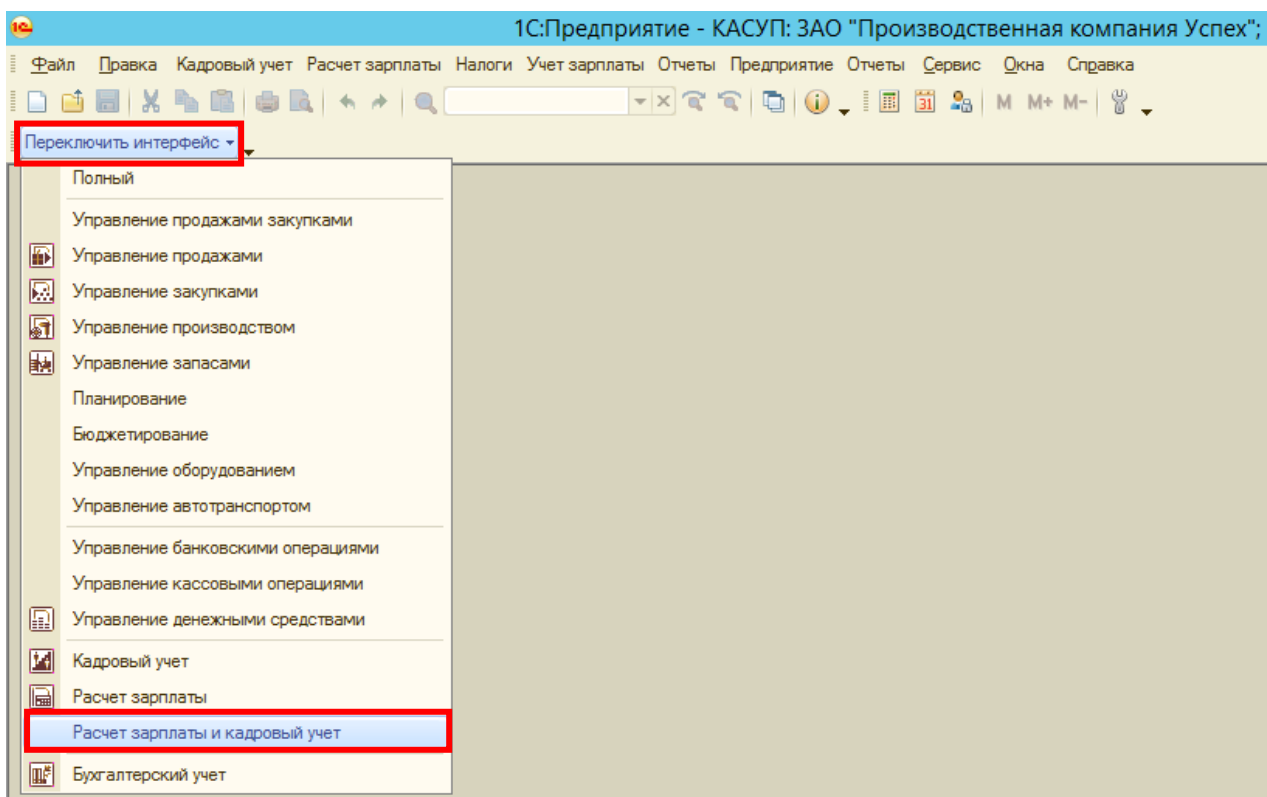 1С:Предприятие - КАСУП: ЗАО "Производственная компания Успех";
Файл Правка Кадровый учет Расчет зарплаты Налоги Учет зарплаты Отчеты Предприятие Отчеты Сервис Окна Справка
31 M M+ M-
Переключить интерфейс
Полный
Управление продажами закупками
Управление продажами
Управление закупками
Управление производством
Управление запасами
Планирование
Бюджетирование
Управление оборудованием
Управление автотранспортом
Управление банковскими операциями
Управление кассовыми операциями
Управление денежными средствами
Кадровый учет
Расчет зарплаты
Расчет зарплаты и кадровый учет
Бухгалтерский учет